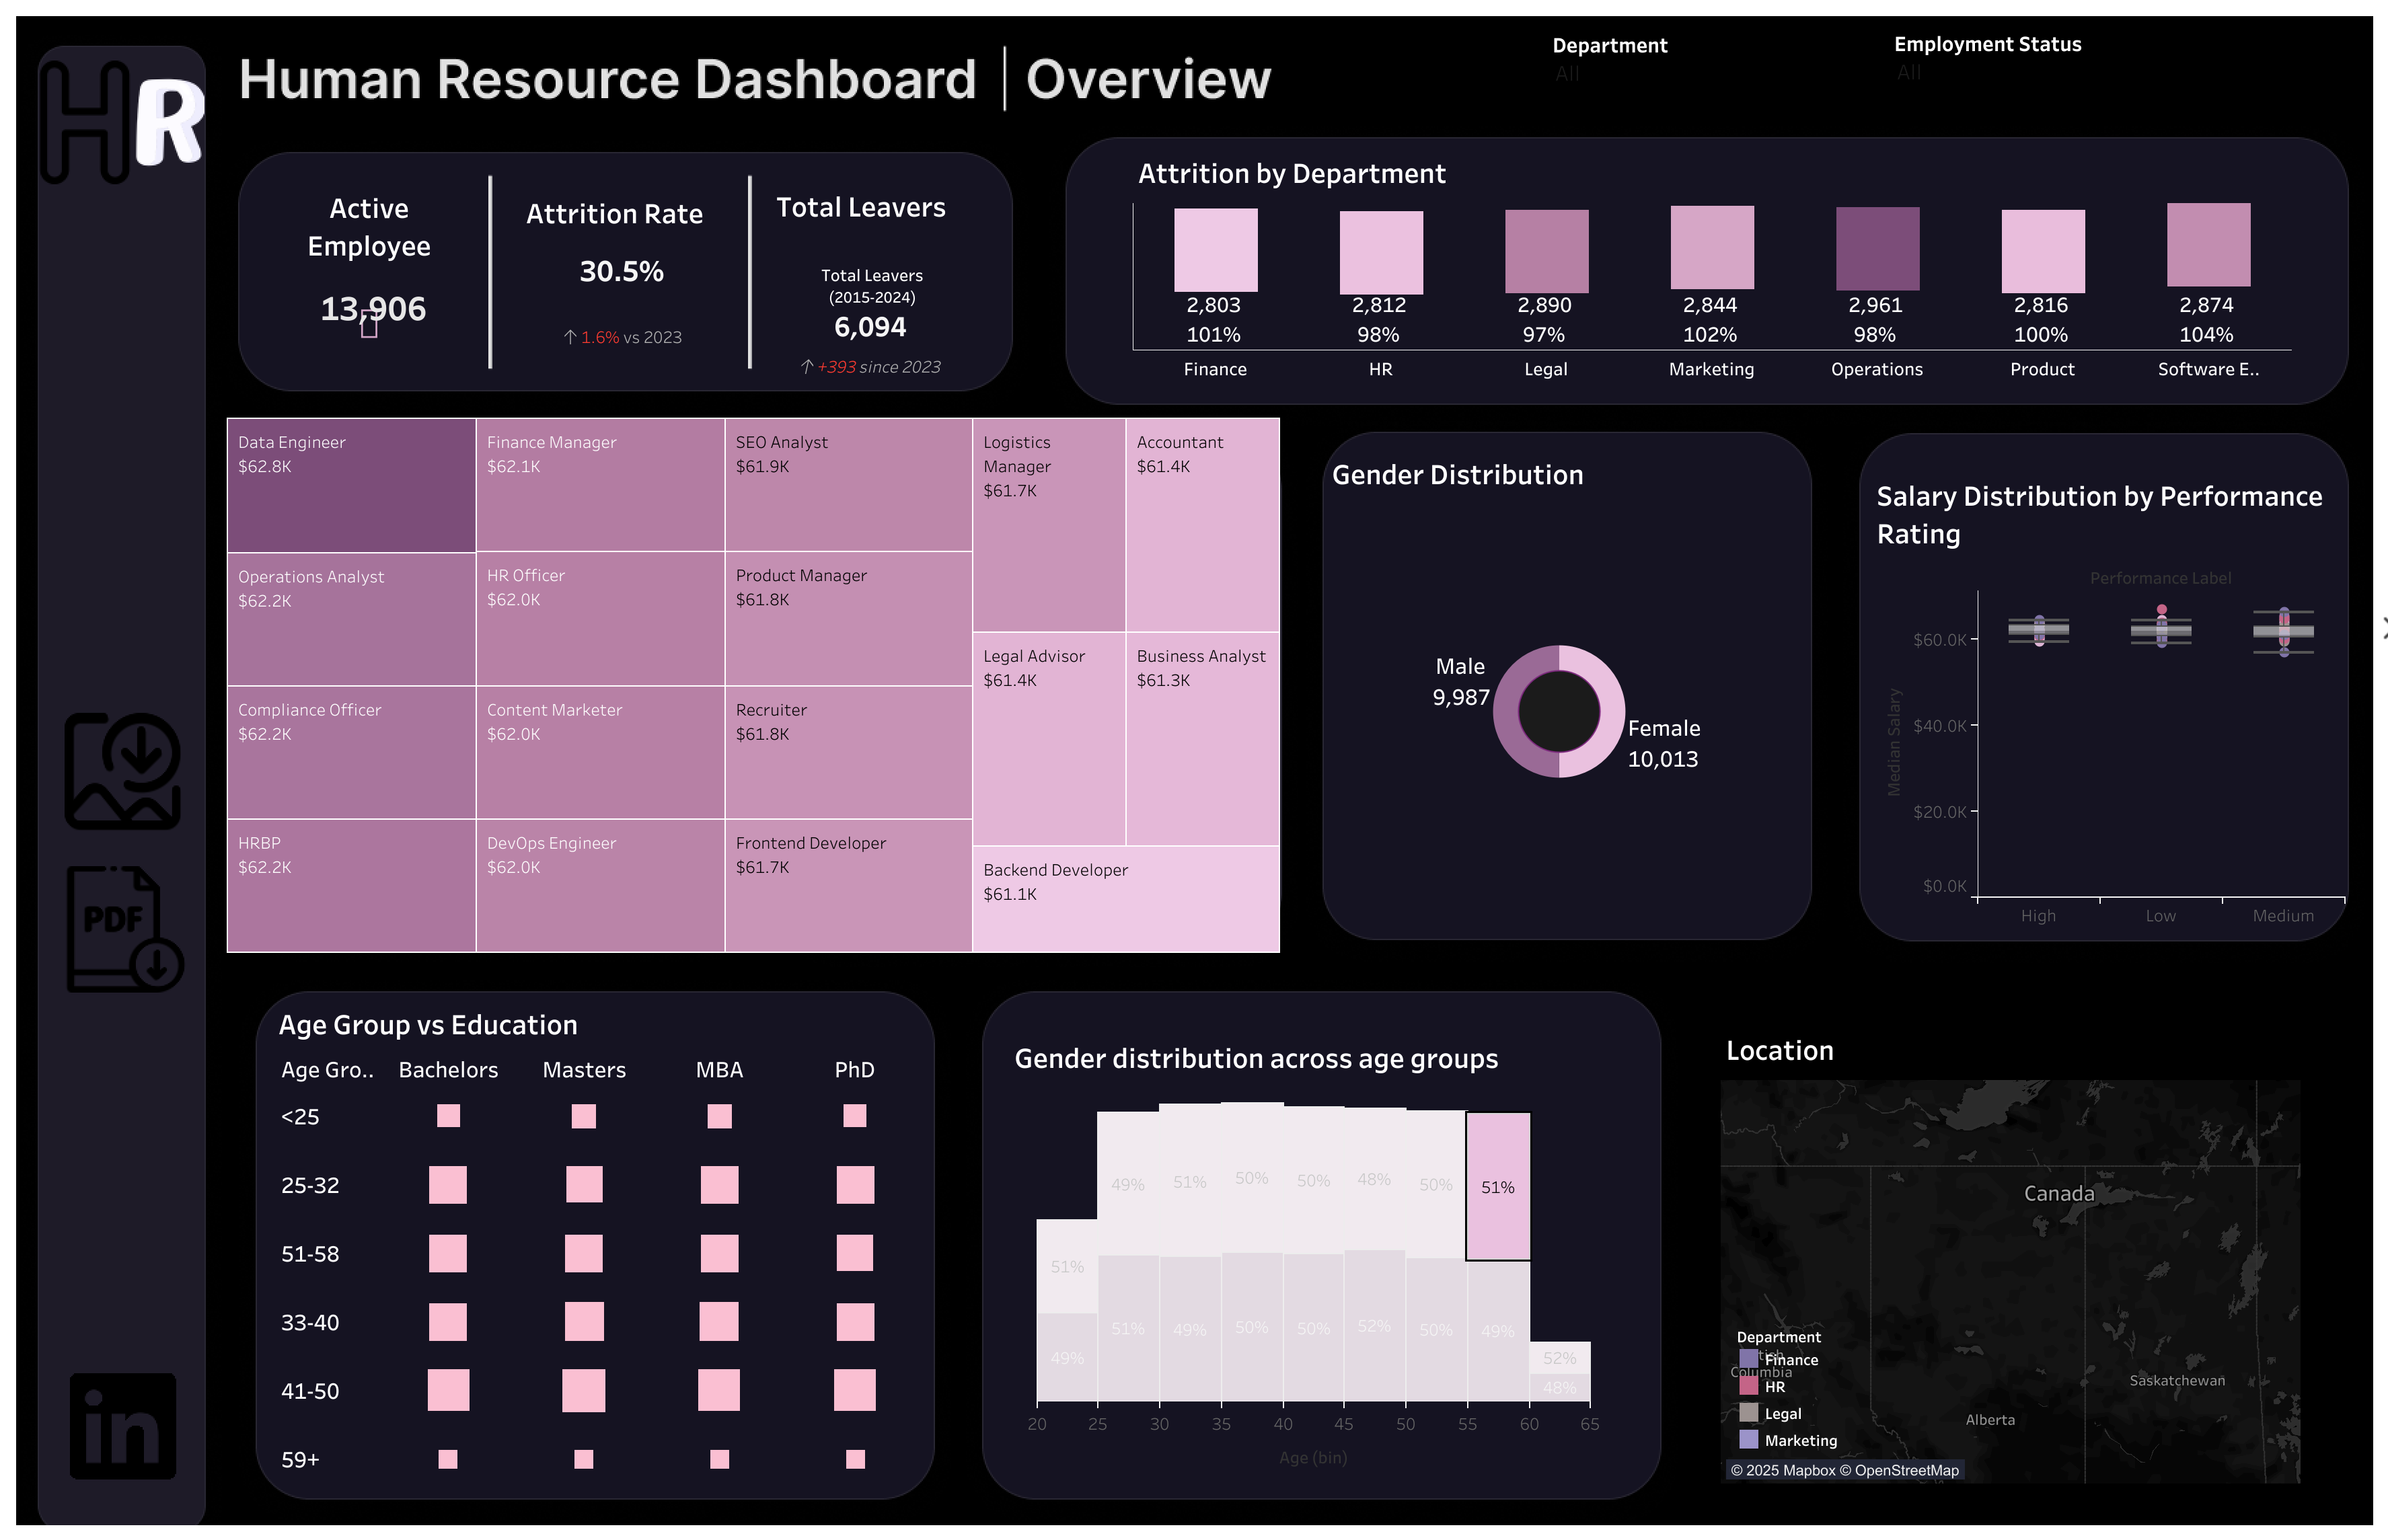 HR
Human Resource Dashboard
Overview
Department
All
Employment Status
All
Active
Employee
13,906
Attrition Rate
30.5%
↑ 1.6% vs 2023
Total Leavers
Total Leavers
(2015-2024)
6,094
↑ +393 since 2023
Attrition by Department
2,803 2,812 2,890 2,844 2,961 2,816 2,874
101% 98% 97% 102% 98% 100% 104%
Finance HR Legal Marketing Operations Product Software E..
Data Engineer
$62.8K
Operations Analyst
$62.2K
Compliance Officer
$62.2K
HRBP
$62.2K
Finance Manager
$62.1K
HR Officer
$62.0K
Content Marketer
$62.0K
DevOps Engineer
$62.0K
SEO Analyst
$61.9K
Product Manager
$61.8K
Recruiter
$61.8K
Frontend Developer
$61.7K
Logistics
Manager
$61.7K
Accountant
$61.4K
Legal Advisor
$61.4K
Business Analyst
$61.3K
Backend Developer
$61.1K
Gender Distribution
Male
9,987
Female
10,013
Salary Distribution by Performance
Rating
Performance Label
Median Salary
$60.0K
$40.0K
$20.0K
$0.0K
High Low Medium
PDF
in
Age Group vs Education
Age Gro.. Bachelors Masters MBA PhD
<25
25-32
51-58
33-40
41-50
59+
Gender distribution across age groups
49% 51% 50% 50% 48% 50% 51%
51%
51% 49% 50% 50% 52% 50% 49%
49%
52%
48%
20 25 30 35 40 45 50 55 60 65
Age (bin)
Location
Canada
Saskatchewan
Alberta
Columbia
Department
Finance
HR
Legal
Marketing
© 2025 Mapbox © OpenStreetMap